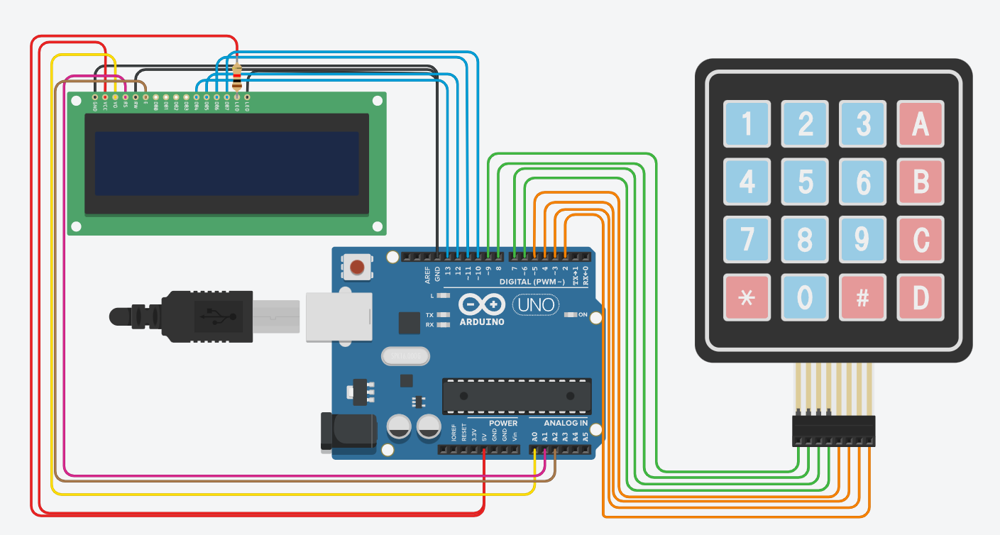 GND VCC VO RS RW E DB0 DB1 DB2 DB3 DB4 DB5 DB6 DB7 LED LED
1 2 3 A
4 5 6 B
7 8 9 C
* 0 # D
AREF GND 13 12 ~11 ~10 ~9 8 7 ~6 ~5 4 ~3 2 TX→1 RX←0
DIGITAL (PWM~)
L
TX
RX
ARDUINO
UNO
ON
POWER
ANALOG IN
IOREF RESET 3.3V 5V GND GND Vin A0 A1 A2 A3 A4 A5